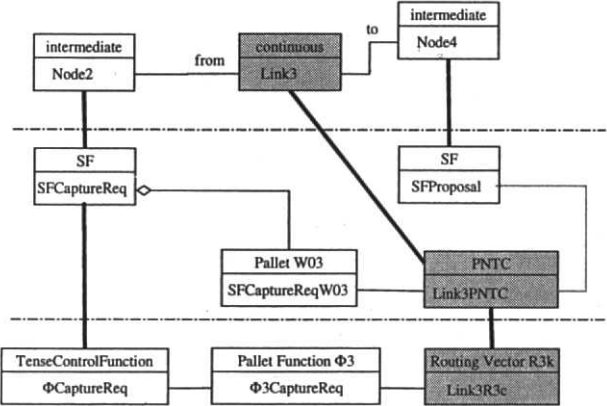 intermediate
Node2
from
continuous
Link3
to
intermediate
Node4
SF
SFCaptureReq
SF
SFProposal
Pallet W03
SFCaptureReqW03
PNTC
Link3PNTC
TenseControlFunction
ΦCaptureReq
Pallet Function Φ3
Φ3CaptureReq
Routing Vector R3k
Link3R3c